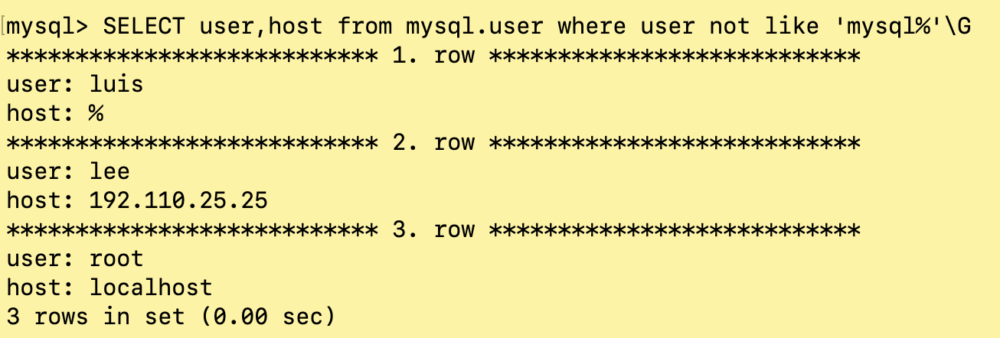 [mysql> SELECT user,host from mysql.user where user not like 'mysql%'\G
*************************** 1. row ***************************
user: luis
host: %
*************************** 2. row ***************************
user: lee
host: 192.110.25.25
*************************** 3. row ***************************
user: root
host: localhost
3 rows in set (0.00 sec)